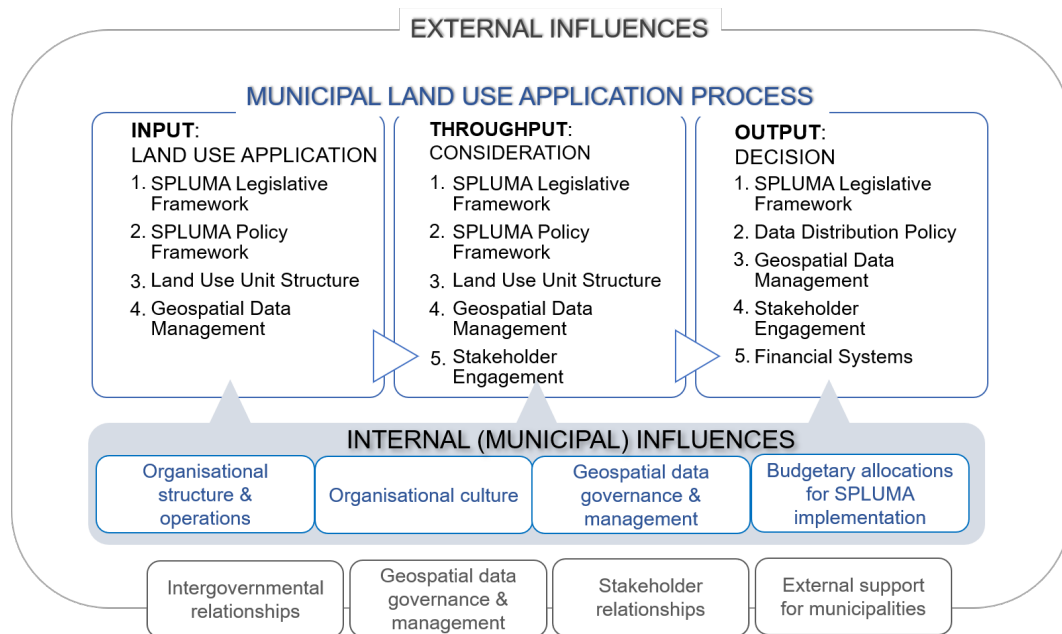 EXTERNAL INFLUENCES
MUNICIPAL LAND USE APPLICATION PROCESS
INPUT:
LAND USE APPLICATION
1. SPLUMA Legislative
Framework
2. SPLUMA Policy
Framework
3. Land Use Unit Structure
4. Geospatial Data
Management
THROUGHPUT:
CONSIDERATION
1. SPLUMA Legislative
Framework
2. SPLUMA Policy
Framework
3. Land Use Unit Structure
4. Geospatial Data
Management
5. Stakeholder
Engagement
OUTPUT:
DECISION
1. SPLUMA Legislative
Framework
2. Data Distribution Policy
3. Geospatial Data
Management
4. Stakeholder
Engagement
5. Financial Systems
INTERNAL (MUNICIPAL) INFLUENCES
Organisational
structure &
operations
Organisational culture
Geospatial data
governance &
management
Budgetary allocations
for SPLUMA
implementation
Intergovernmental
relationships
Geospatial data
governance &
management
Stakeholder
relationships
External support
for municipalities